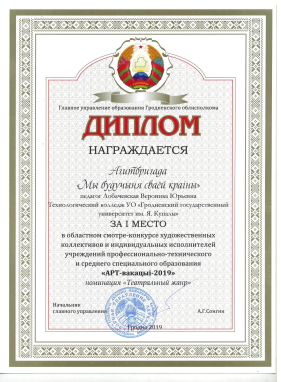 Главное управление образования Гродненского облисполкома
ДИПЛОМ
НАГРАЖДАЕТСЯ
Агитбригада
«Мы будучыня сваёй краіны»
педагог Лобачевская Вероника Юрьевна
Технологический колледж УО «Гродненский государственный
университет им. Я. Купалы»
ЗА I МЕСТО
в областном смотре-конкурсе художественных
коллективов и индивидуальных исполнителей
учреждений профессионально-технического
и среднего специального образования
«АРТ-вакацыі-2019»
номинация «Театральный жанр»
Начальник
главного управления
А.Г.Сонгин
Гродно 2019